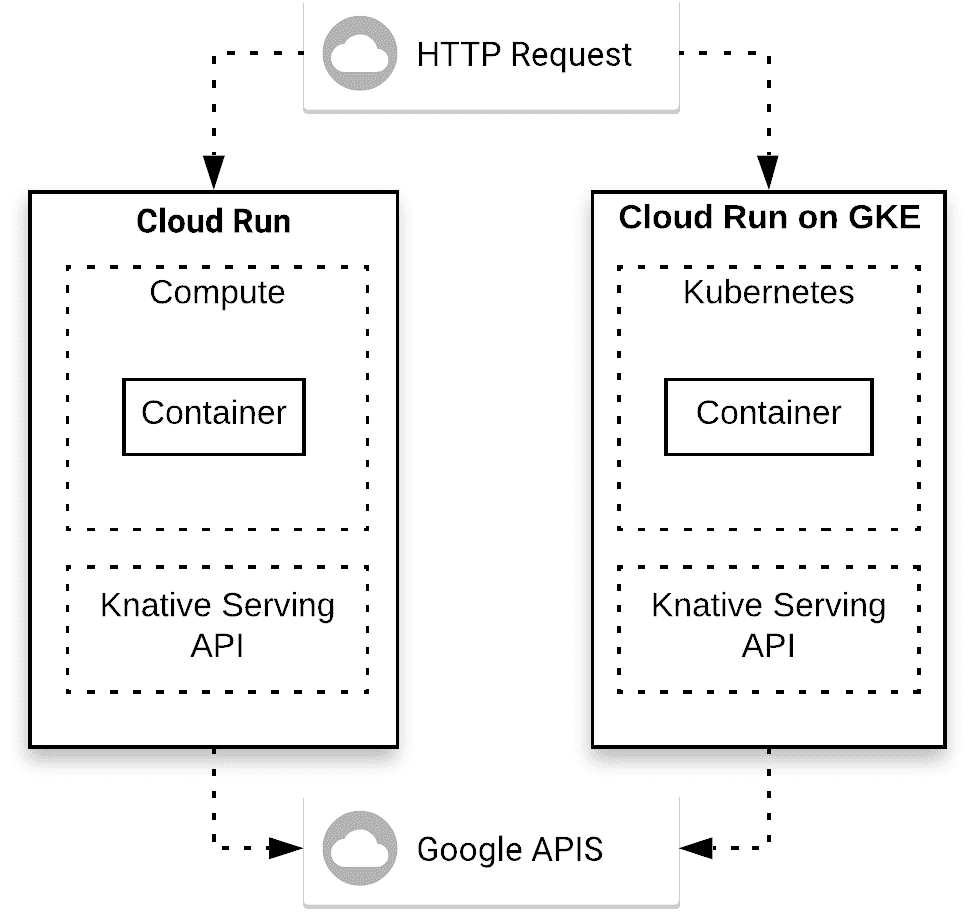 HTTP Request
Cloud Run
Compute
Container
Knative Serving
API
Cloud Run on GKE
Kubernetes
Container
Knative Serving
API
Google APIS